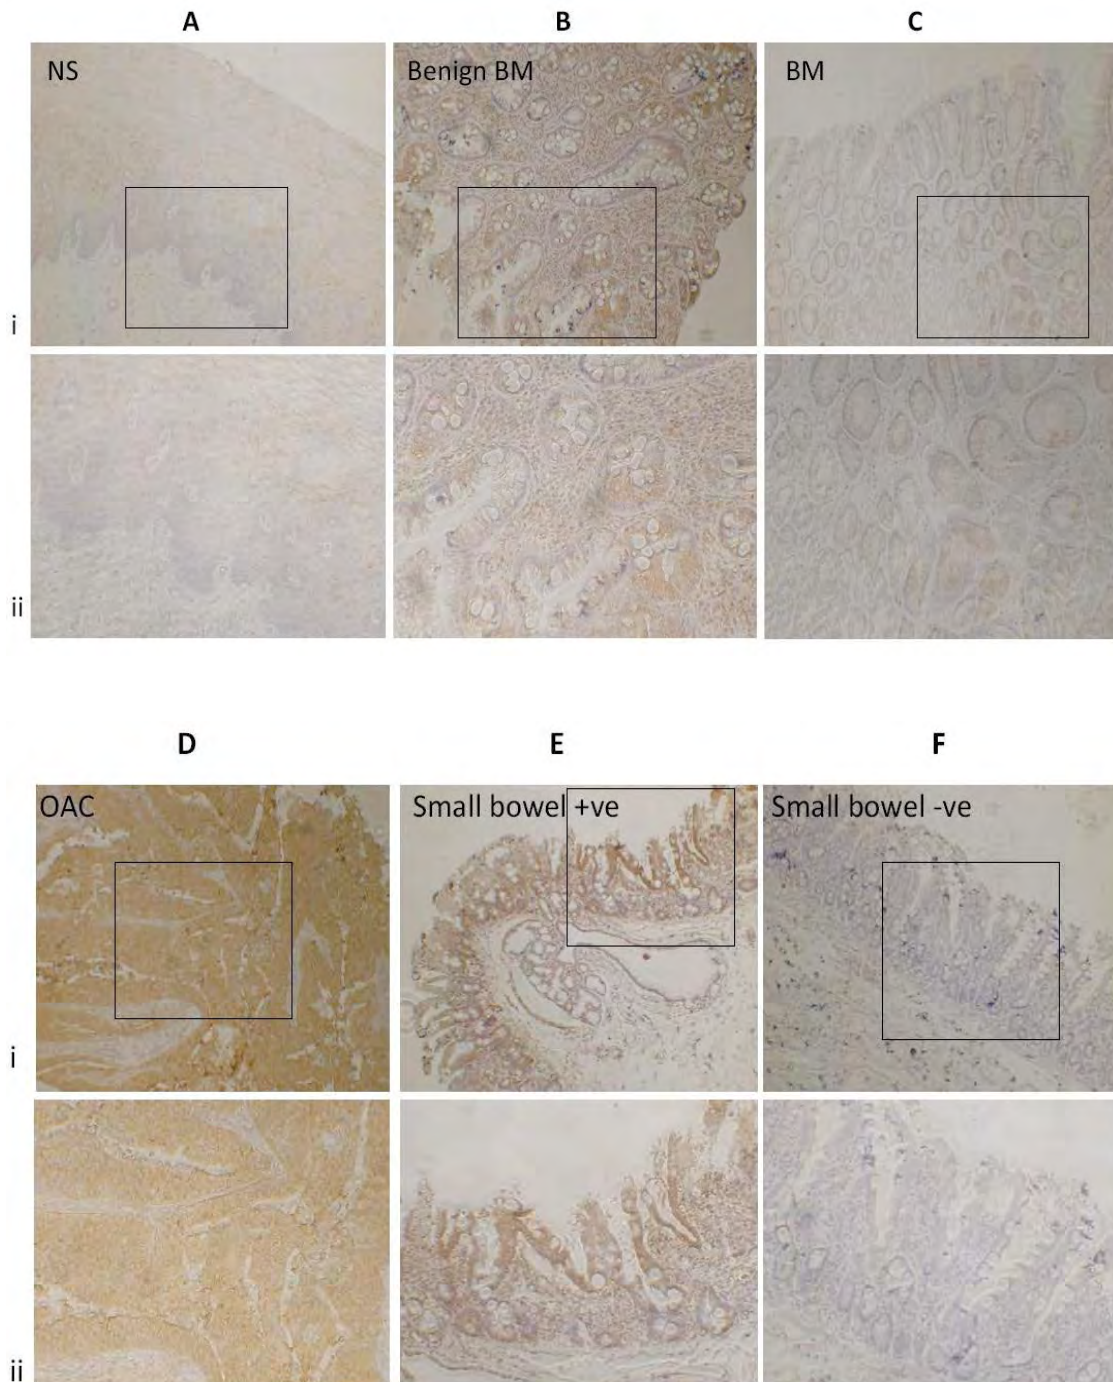 A B C
NS Benign BM BM
i
ii
D E F
OAC Small bowel +ve Small bowel -ve
i
ii